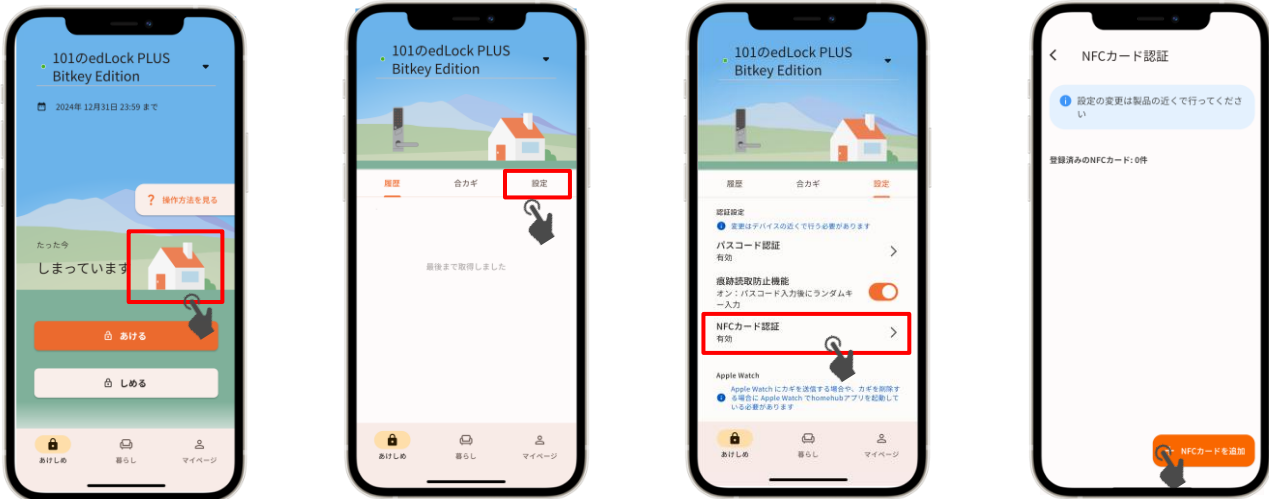 101のedLock PLUS
Bitkey Edition
2024年 12月31日 23:59 まで
? 操作方法を見る
たった今
しまっています
あける
しめる
あけしめ
暮らし
マイページ
101のedLock PLUS
Bitkey Edition
履歴
合カギ
設定
最後まで取得しました
あけしめ
暮らし
マイページ
101のedLock PLUS
Bitkey Edition
履歴
合カギ
設定
認証設定
変更はデバイスの近くで行う必要があります
パスコード認証
有効
痕跡読取防止機能
オン：パスコード入力後にランダムキ
ー入力
NFCカード認証
有効
Apple Watch
Apple Watch にカギを送信する場合や、カギを削除す
る場合に Apple Watch でhomehubアプリを起動して
いる必要があります
あけしめ
暮らし
マイページ
NFCカード認証
設定の変更は製品の近くで行ってくださ
い
登録済みのNFCカード: 0件
NFCカードを追加